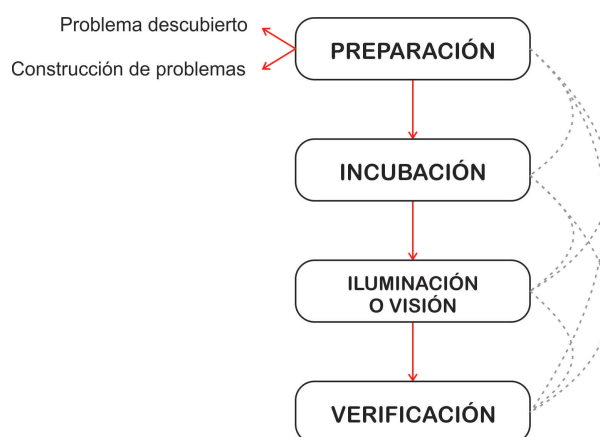 Problema descubierto
Construcción de problemas
PREPARACIÓN
INCUBACIÓN
ILUMINACIÓN
O VISIÓN
VERIFICACIÓN